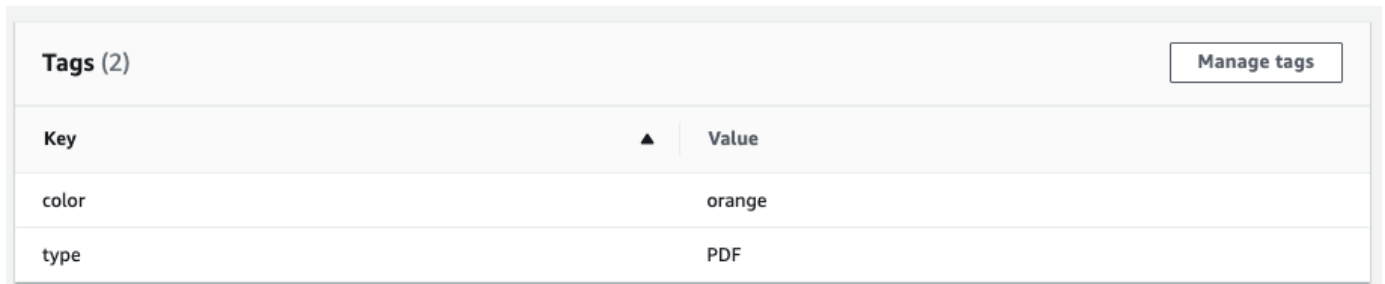 Tags (2)
Manage tags
Key ▲ Value
color orange
type PDF